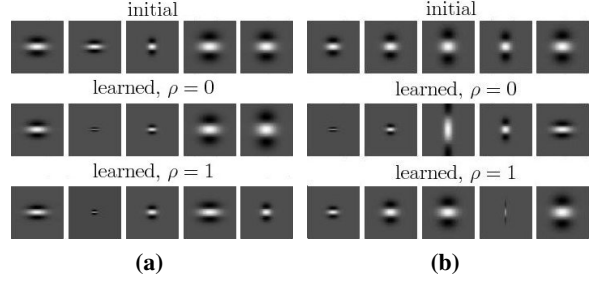 initial
learned, ρ = 0
learned, ρ = 1
(a)
initial
learned, ρ = 0
learned, ρ = 1
(b)